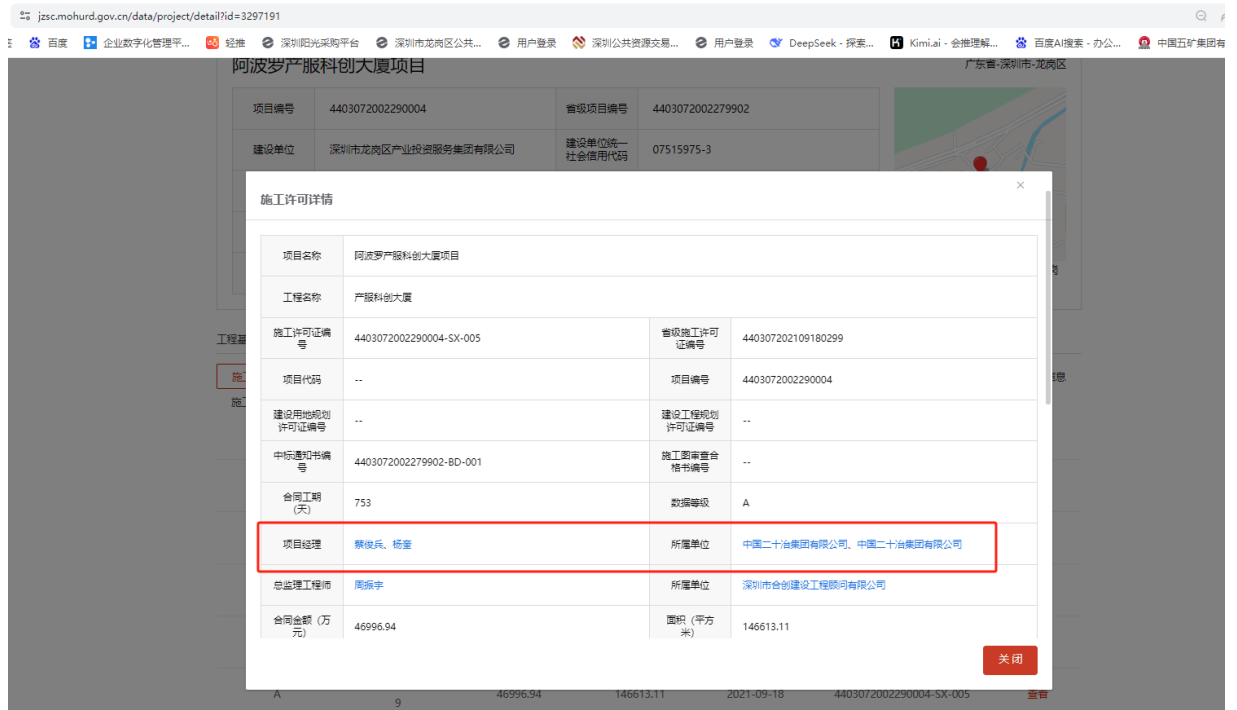 jzsc.mohurd.gov.cn/data/project/detail?id=3297191
百度 企业数字化管理平... 轻推 深圳阳光采购平台 深圳市龙岗区公共... 用户登录 深圳公共资源交易... 用户登录 DeepSeek - 探索... Kimi.ai - 会推理解... 百度AI搜索 - 办公... 中国五矿集团有
阿波罗产服科创大厦项目 广东省-深圳市-龙岗区
项目编号 4403072002290004 省级项目编号 4403072002279902
建设单位 深圳市龙岗区产业投资服务集团有限公司 建设单位统一社会信用代码 07515975-3
施工许可详情 ×
项目名称 阿波罗产服科创大厦项目
工程名称 产服科创大厦
施工许可证编号 4403072002290004-SX-005 省级施工许可证编号 440307202109180299
项目代码 -- 项目编号 4403072002290004
建设用地规划许可证编号 -- 建设工程规划许可证编号 --
中标通知书编号 4403072002279902-BD-001 施工图审查合格书编号 --
合同工期(天) 753 数据等级 A
项目经理 蔡俊兵、杨奎 所属单位 中国二十冶集团有限公司、中国二十冶集团有限公司
总监理工程师 周振宇 所属单位 深圳市合创建设工程顾问有限公司
合同金额（万元） 46996.94 面积（平方米） 146613.11
关闭
A 9 46996.94 146613.11 2021-09-18 4403072002290004-SX-005 查看